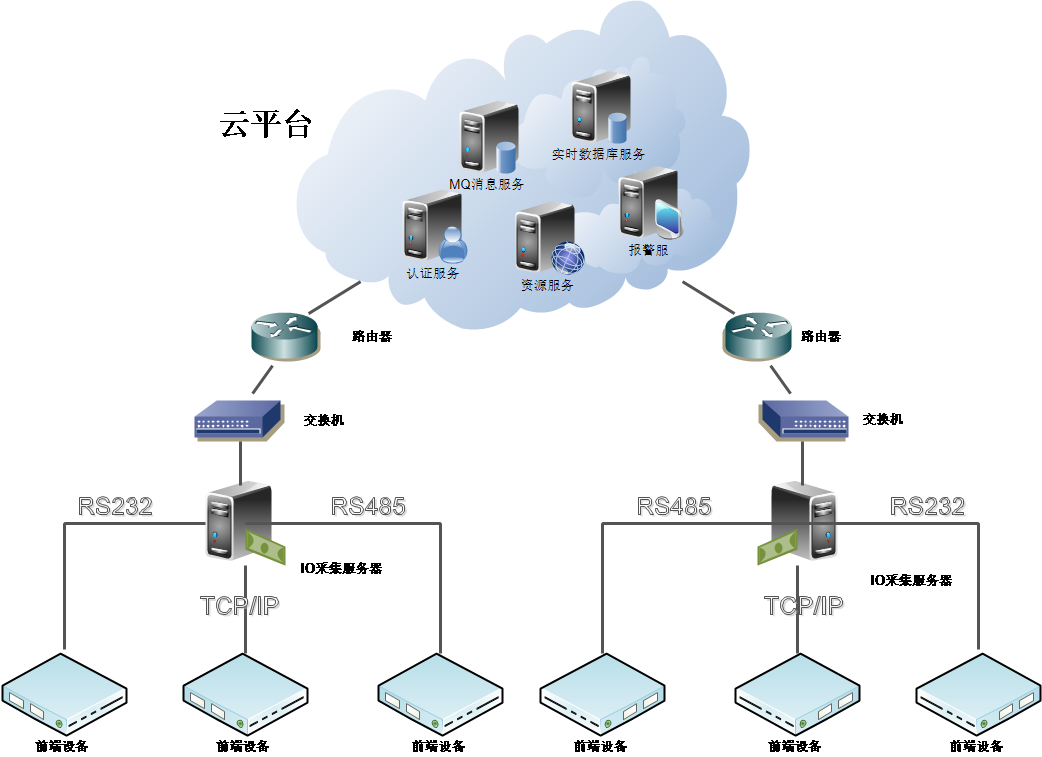 云平台
实时数据库服务
MQ消息服务
报警服
认证服务
资源服务
路由器
路由器
交换机
交换机
RS232
RS485
RS485
RS232
IO采集服务器
IO采集服务器
TCP/IP
TCP/IP
前端设备
前端设备
前端设备
前端设备
前端设备
前端设备